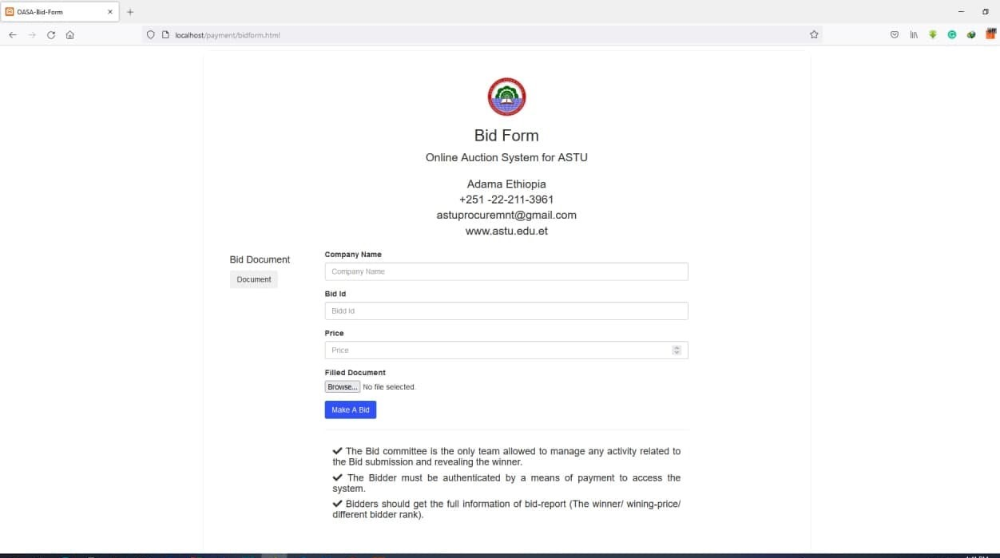 OASA-Bid-Form
localhost/payment/bidform.html
off
Bid Form
Online Auction System for ASTU
Adama Ethiopia
+251 -22-211-3961
astuprocuremnt@gmail.com
www.astu.edu.et
Bid Document
Document
Company Name
Company Name
Bid Id
Bidd Id
Price
Price
Filled Document
Browse... No file selected.
Make A Bid
✔ The Bid committee is the only team allowed to manage any activity related to
the Bid submission and revealing the winner.
✔ The Bidder must be authenticated by a means of payment to access the
system.
✔ Bidders should get the full information of bid-report (The winner/ wining-price/
different bidder rank).